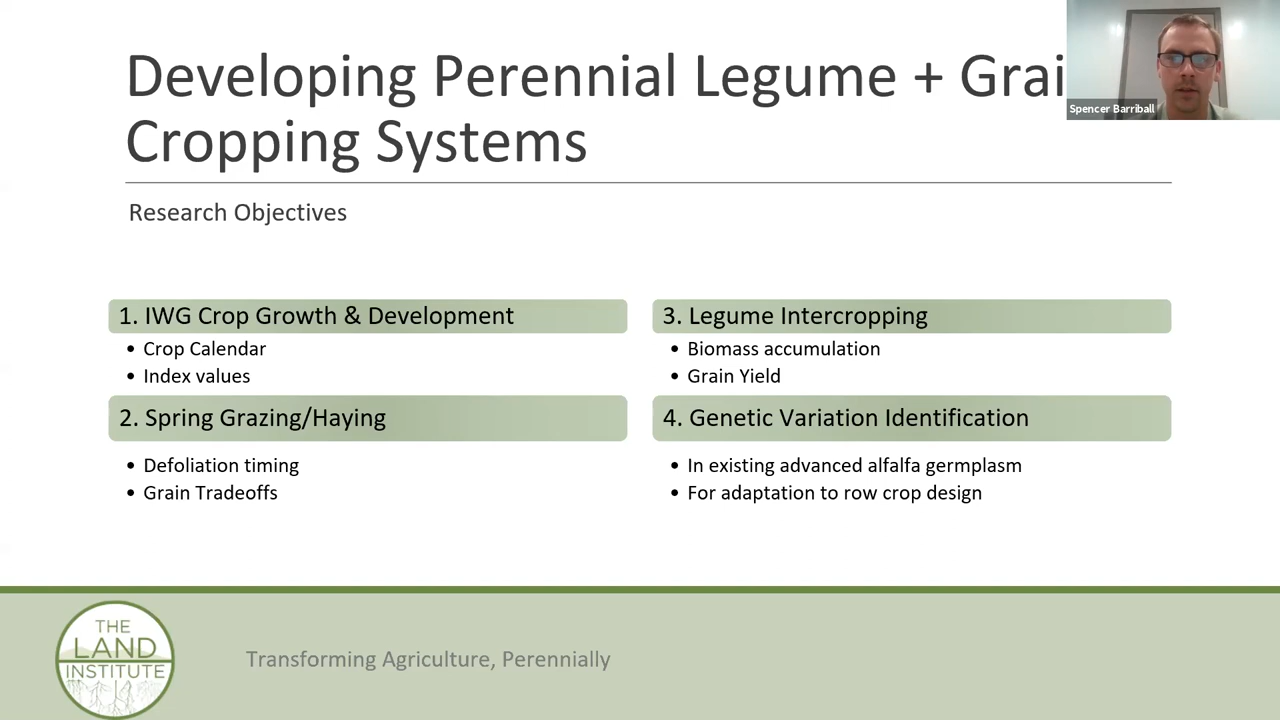 Developing Perennial Legume + Grai
Cropping Systems
Spencer Barriball
Research Objectives
1. IWG Crop Growth & Development
• Crop Calendar
• Index values
2. Spring Grazing/Haying
• Defoliation timing
• Grain Tradeoffs
3. Legume Intercropping
• Biomass accumulation
• Grain Yield
4. Genetic Variation Identification
• In existing advanced alfalfa germplasm
• For adaptation to row crop design
THE
LAND
INSTITUTE
Transforming Agriculture, Perennially